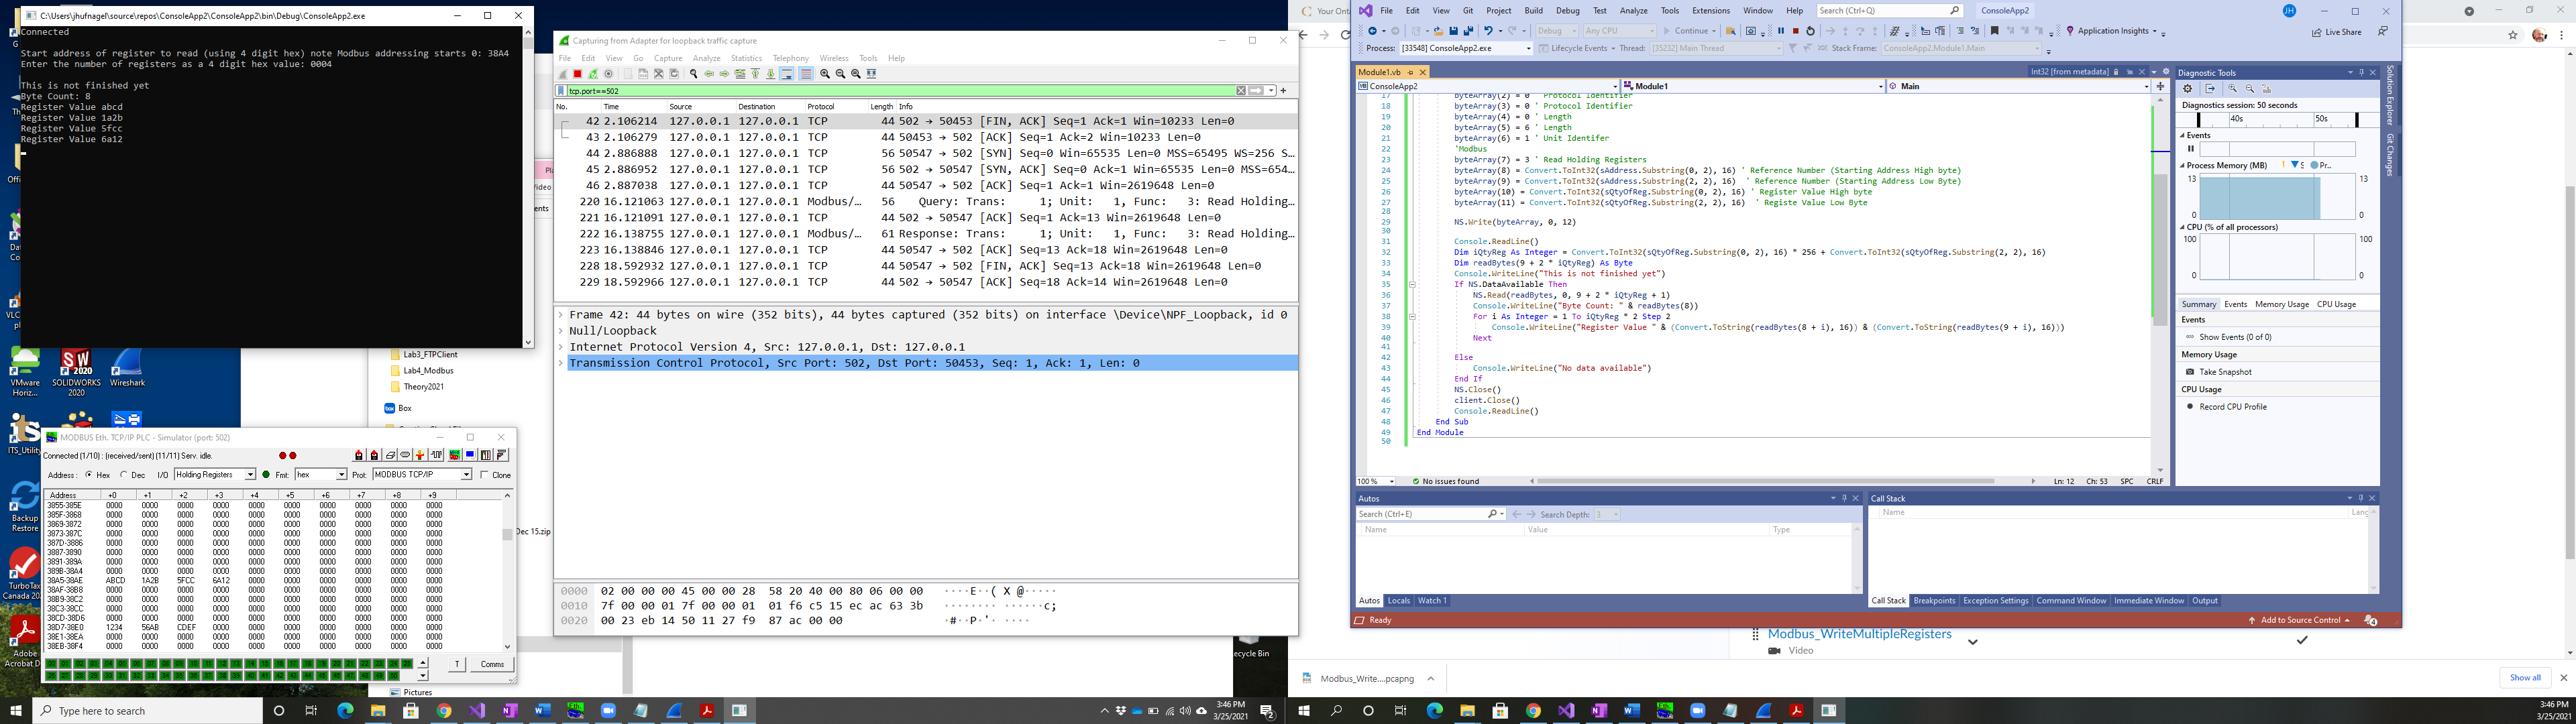 C:\Users\jhufnagel\source\repos\ConsoleApp2\ConsoleApp2\bin\Debug\ConsoleApp2.exe
Connected
Start address of register to read (using 4 digit hex) note Modbus addressing starts 0: 38A4
Enter the number of registers as a 4 digit hex value: 0004
This is not finished yet
Byte Count: 8
Register Value abcd
Register Value 1a2b
Register Value 5fcc
Register Value 6a12
VMware Horiz...
SOLIDWORKS 2020
Wireshark
ITS_Utility
Backup Restore
TurboTax Canada 20
Adobe Acrobat D
Lab3_FTPClient
Lab4_Modbus
Theory2021
Box
Dec 15.zip
Pictures
MODBUS Eth. TCP/IP PLC - Simulator (port: 502)
Connected (1/10) : (received/sent) (11/11) Serv. idle.
Address: Hex Dec I/O Holding Registers Fmt: hex Prot: MODBUS TCP/IP Clone
Address +0 +1 +2 +3 +4 +5 +6 +7 +8 +9
3855-385E 0000 0000 0000 0000 0000 0000 0000 0000 0000 0000
385F-3868 0000 0000 0000 0000 0000 0000 0000 0000 0000 0000
3869-3872 0000 0000 0000 0000 0000 0000 0000 0000 0000 0000
3873-387C 0000 0000 0000 0000 0000 0000 0000 0000 0000 0000
387D-3886 0000 0000 0000 0000 0000 0000 0000 0000 0000 0000
3887-3890 0000 0000 0000 0000 0000 0000 0000 0000 0000 0000
3891-389A 0000 0000 0000 0000 0000 0000 0000 0000 0000 0000
389B-38A4 0000 0000 0000 0000 0000 0000 0000 0000 0000 0000
38A5-38AE ABCD 1A2B 5FCC 6A12 0000 0000 0000 0000 0000 0000
38AF-38B8 0000 0000 0000 0000 0000 0000 0000 0000 0000 0000
38B9-38C2 0000 0000 0000 0000 0000 0000 0000 0000 0000 0000
38C3-38CC 0000 0000 0000 0000 0000 0000 0000 0000 0000 0000
38CD-38D6 0000 0000 0000 0000 0000 0000 0000 0000 0000 0000
38D7-38E0 1234 56AB CDEF 0000 0000 0000 0000 0000 0000 0000
38E1-38EA 0000 0000 0000 0000 0000 0000 0000 0000 0000 0000
38EB-38F4 0000 0000 0000 0000 0000 0000 0000 0000 0000 0000
T Comms
Capturing from Adapter for loopback traffic capture
File Edit View Go Capture Analyze Statistics Telephony Wireless Tools Help
tcp.port==502
No. Time Source Destination Protocol Length Info
42 2.106214 127.0.0.1 127.0.0.1 TCP 44 502 → 50453 [FIN, ACK] Seq=1 Ack=1 Win=10233 Len=0
43 2.106279 127.0.0.1 127.0.0.1 TCP 44 50453 → 502 [ACK] Seq=1 Ack=2 Win=10233 Len=0
44 2.886888 127.0.0.1 127.0.0.1 TCP 56 50547 → 502 [SYN] Seq=0 Win=65535 Len=0 MSS=65495 WS=256 S...
45 2.886952 127.0.0.1 127.0.0.1 TCP 56 502 → 50547 [SYN, ACK] Seq=0 Ack=1 Win=65535 Len=0 MSS=654...
46 2.887038 127.0.0.1 127.0.0.1 TCP 44 50547 → 502 [ACK] Seq=1 Ack=1 Win=2619648 Len=0
220 16.121063 127.0.0.1 127.0.0.1 Modbus/... 56 Query: Trans: 1; Unit: 1, Func: 3: Read Holding...
221 16.121091 127.0.0.1 127.0.0.1 TCP 44 502 → 50547 [ACK] Seq=1 Ack=13 Win=2619648 Len=0
222 16.138755 127.0.0.1 127.0.0.1 Modbus/... 61 Response: Trans: 1; Unit: 1, Func: 3: Read Holding...
223 16.138846 127.0.0.1 127.0.0.1 TCP 44 50547 → 502 [ACK] Seq=13 Ack=18 Win=2619648 Len=0
228 18.592932 127.0.0.1 127.0.0.1 TCP 44 50547 → 502 [FIN, ACK] Seq=13 Ack=18 Win=2619648 Len=0
229 18.592966 127.0.0.1 127.0.0.1 TCP 44 502 → 50547 [ACK] Seq=18 Ack=14 Win=2619648 Len=0
Frame 42: 44 bytes on wire (352 bits), 44 bytes captured (352 bits) on interface \Device\NPF_Loopback, id 0
Null/Loopback
Internet Protocol Version 4, Src: 127.0.0.1, Dst: 127.0.0.1
Transmission Control Protocol, Src Port: 502, Dst Port: 50453, Seq: 1, Ack: 1, Len: 0
0000 02 00 00 00 45 00 00 28 58 20 40 00 80 06 00 00 ····E··( X @·····
0010 7f 00 00 01 7f 00 00 01 01 f6 c5 15 ec ac 63 3b ········ ······c;
0020 00 23 eb 14 50 11 27 f9 87 ac 00 00 ·#··P·'· ····
File Edit View Git Project Build Debug Test Analyze Tools Extensions Window Help Search (Ctrl+Q) ConsoleApp2 JH
Debug Any CPU Continue Application Insights Live Share
Process: [33548] ConsoleApp2.exe Lifecycle Events Thread: [35232] Main Thread Stack Frame: ConsoleApp2.Module1.Main
Module1.vb Int32 [from metadata]
ConsoleApp2 Module1 Main
17 byteArray(2) = 0 ' Protocol Identifier
18 byteArray(3) = 0 ' Protocol Identifier
19 byteArray(4) = 0 ' Length
20 byteArray(5) = 6 ' Length
21 byteArray(6) = 1 ' Unit Identifer
22 'Modbus
23 byteArray(7) = 3 ' Read Holding Registers
24 byteArray(8) = Convert.ToInt32(sAddress.Substring(0, 2), 16) ' Reference Number (Starting Address High byte)
25 byteArray(9) = Convert.ToInt32(sAddress.Substring(2, 2), 16) ' Reference Number (Starting Address Low Byte)
26 byteArray(10) = Convert.ToInt32(sQtyOfReg.Substring(0, 2), 16) ' Register Value High byte
27 byteArray(11) = Convert.ToInt32(sQtyOfReg.Substring(2, 2), 16) ' Registe Value Low Byte
28
29 NS.Write(byteArray, 0, 12)
30
31 Console.ReadLine()
32 Dim iQtyReg As Integer = Convert.ToInt32(sQtyOfReg.Substring(0, 2), 16) * 256 + Convert.ToInt32(sQtyOfReg.Substring(2, 2), 16)
33 Dim readBytes(9 + 2 * iQtyReg) As Byte
34 Console.WriteLine("This is not finished yet")
35 If NS.DataAvailable Then
36 NS.Read(readBytes, 0, 9 + 2 * iQtyReg + 1)
37 Console.WriteLine("Byte Count: " & readBytes(8))
38 For i As Integer = 1 To iQtyReg * 2 Step 2
39 Console.WriteLine("Register Value " & (Convert.ToString(readBytes(8 + i), 16)) & (Convert.ToString(readBytes(9 + i), 16)))
40 Next
41
42 Else
43 Console.WriteLine("No data available")
44 End If
45 NS.Close()
46 client.Close()
47 Console.ReadLine()
48 End Sub
49 End Module
50
100 % No issues found Ln: 12 Ch: 53 SPC CRLF
Diagnostic Tools
Diagnostics session: 50 seconds
40s 50s
Events
Process Memory (MB)
13 13
0 0
CPU (% of all processors)
100 100
0 0
Summary Events Memory Usage CPU Usage
Events
Show Events (0 of 0)
Memory Usage
Take Snapshot
CPU Usage
Record CPU Profile
Solution Explorer
Git Changes
Autos
Search (Ctrl+E) Search Depth: 3
Name Value Type
Autos Locals Watch 1
Call Stack
Name Lang
Call Stack Breakpoints Exception Settings Command Window Immediate Window Output
Ready Add to Source Control
Modbus_WriteMultipleRegisters
Video
Modbus_Write....pcapng
Show all
Type here to search
3:46 PM
3/25/2021
3:46 PM
3/25/2021